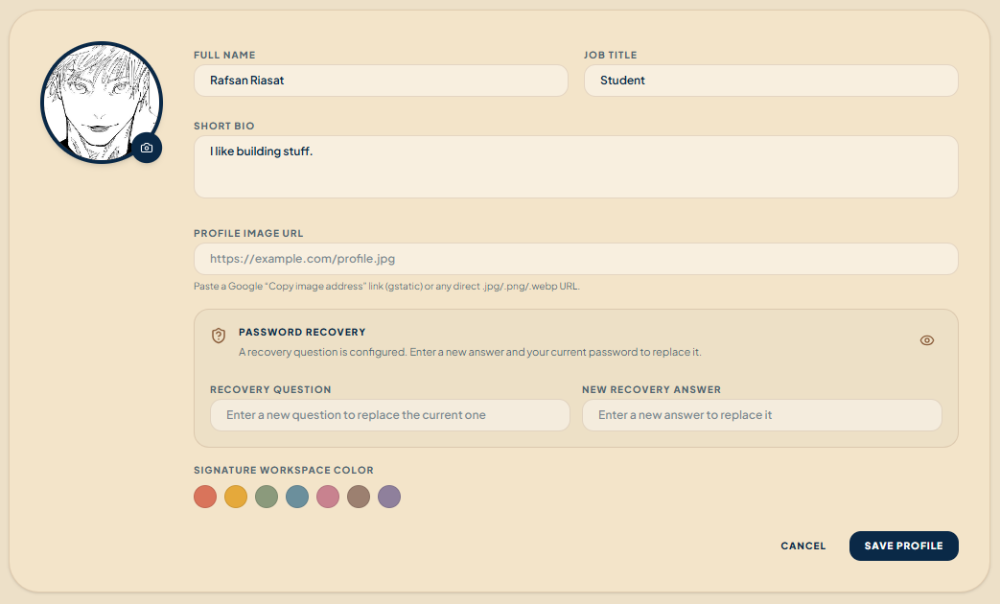 FULL NAME
JOB TITLE
Rafsan Riasat
Student
SHORT BIO
I like building stuff.
PROFILE IMAGE URL
https://example.com/profile.jpg
Paste a Google "Copy image address" link (gstatic) or any direct .jpg/.png/.webp URL.
PASSWORD RECOVERY
A recovery question is configured. Enter a new answer and your current password to replace it.
RECOVERY QUESTION
NEW RECOVERY ANSWER
Enter a new question to replace the current one
Enter a new answer to replace it
SIGNATURE WORKSPACE COLOR
CANCEL
SAVE PROFILE